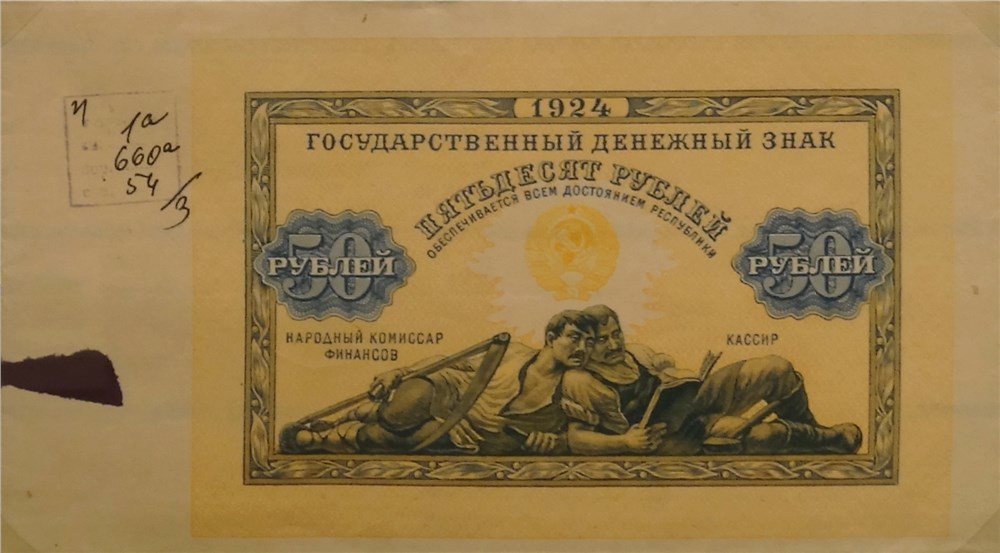 1924
ГОСУДАРСТВЕННЫЙ ДЕНЕЖНЫЙ ЗНАК
ПЯТЬДЕСЯТ РУБЛЕЙ
ОБЕСПЕЧИВАЕТСЯ ВСЕМ ДОСТОЯНИЕМ РЕСПУБЛИКИ
50
РУБЛЕЙ
50
РУБЛЕЙ
НАРОДНЫЙ КОМИССАР
ФИНАНСОВ
КАССИР
1а
660а
54/3